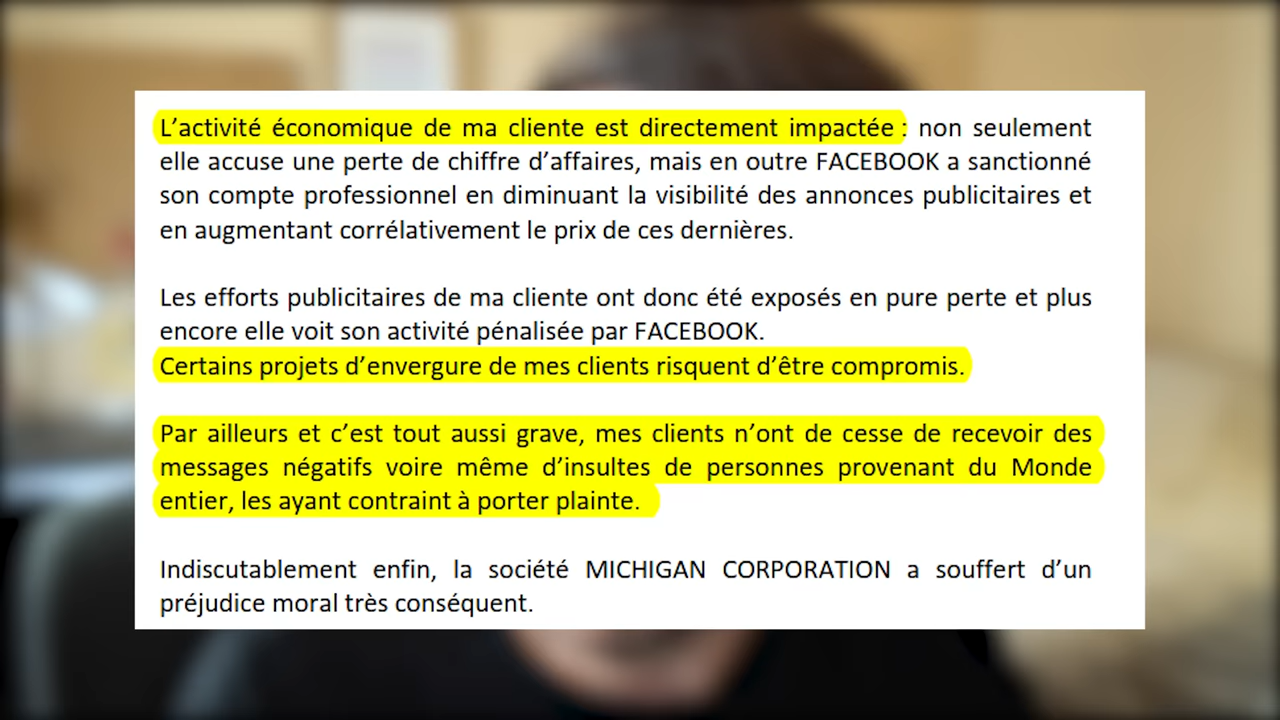 L'activité économique de ma cliente est directement impactée : non seulement
elle accuse une perte de chiffre d'affaires, mais en outre FACEBOOK a sanctionné
son compte professionnel en diminuant la visibilité des annonces publicitaires et
en augmentant corrélativement le prix de ces dernières.
Les efforts publicitaires de ma cliente ont donc été exposés en pure perte et plus
encore elle voit son activité pénalisée par FACEBOOK.
Certains projets d'envergure de mes clients risquent d'être compromis.
Par ailleurs et c'est tout aussi grave, mes clients n'ont de cesse de recevoir des
messages négatifs voire même d'insultes de personnes provenant du Monde
entier, les ayant contraint à porter plainte.
Indiscutablement enfin, la société MICHIGAN CORPORATION a souffert d'un
préjudice moral très conséquent.